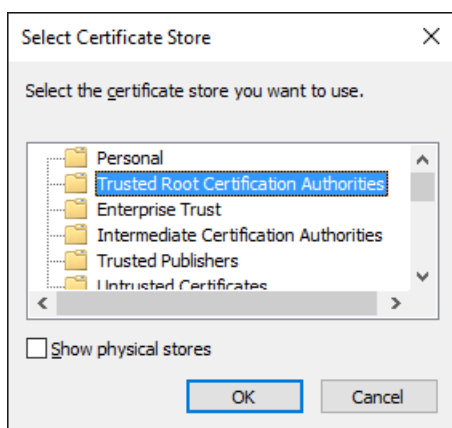 Select Certificate Store
Select the certificate store you want to use.
Personal
Trusted Root Certification Authorities
Enterprise Trust
Intermediate Certification Authorities
Trusted Publishers
Untrusted Certificates
Show physical stores
OK
Cancel